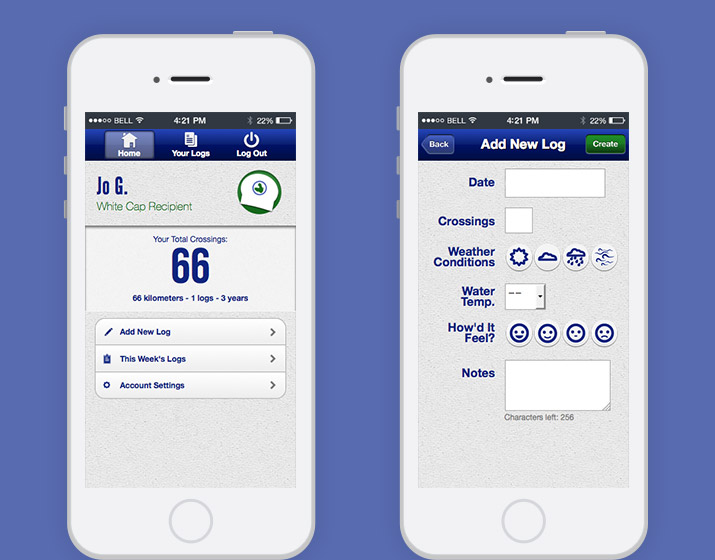 BELL 4:21 PM 22%
Home Your Logs Log Out
Jo G.
White Cap Recipient
Your Total Crossings:
66
66 kilometers - 1 logs - 3 years
Add New Log
This Week's Logs
Account Settings
BELL 4:21 PM 22%
Back Add New Log Create
Date
Crossings
Weather
Conditions
Water
Temp.
--
How'd It
Feel?
Notes
Characters left: 256